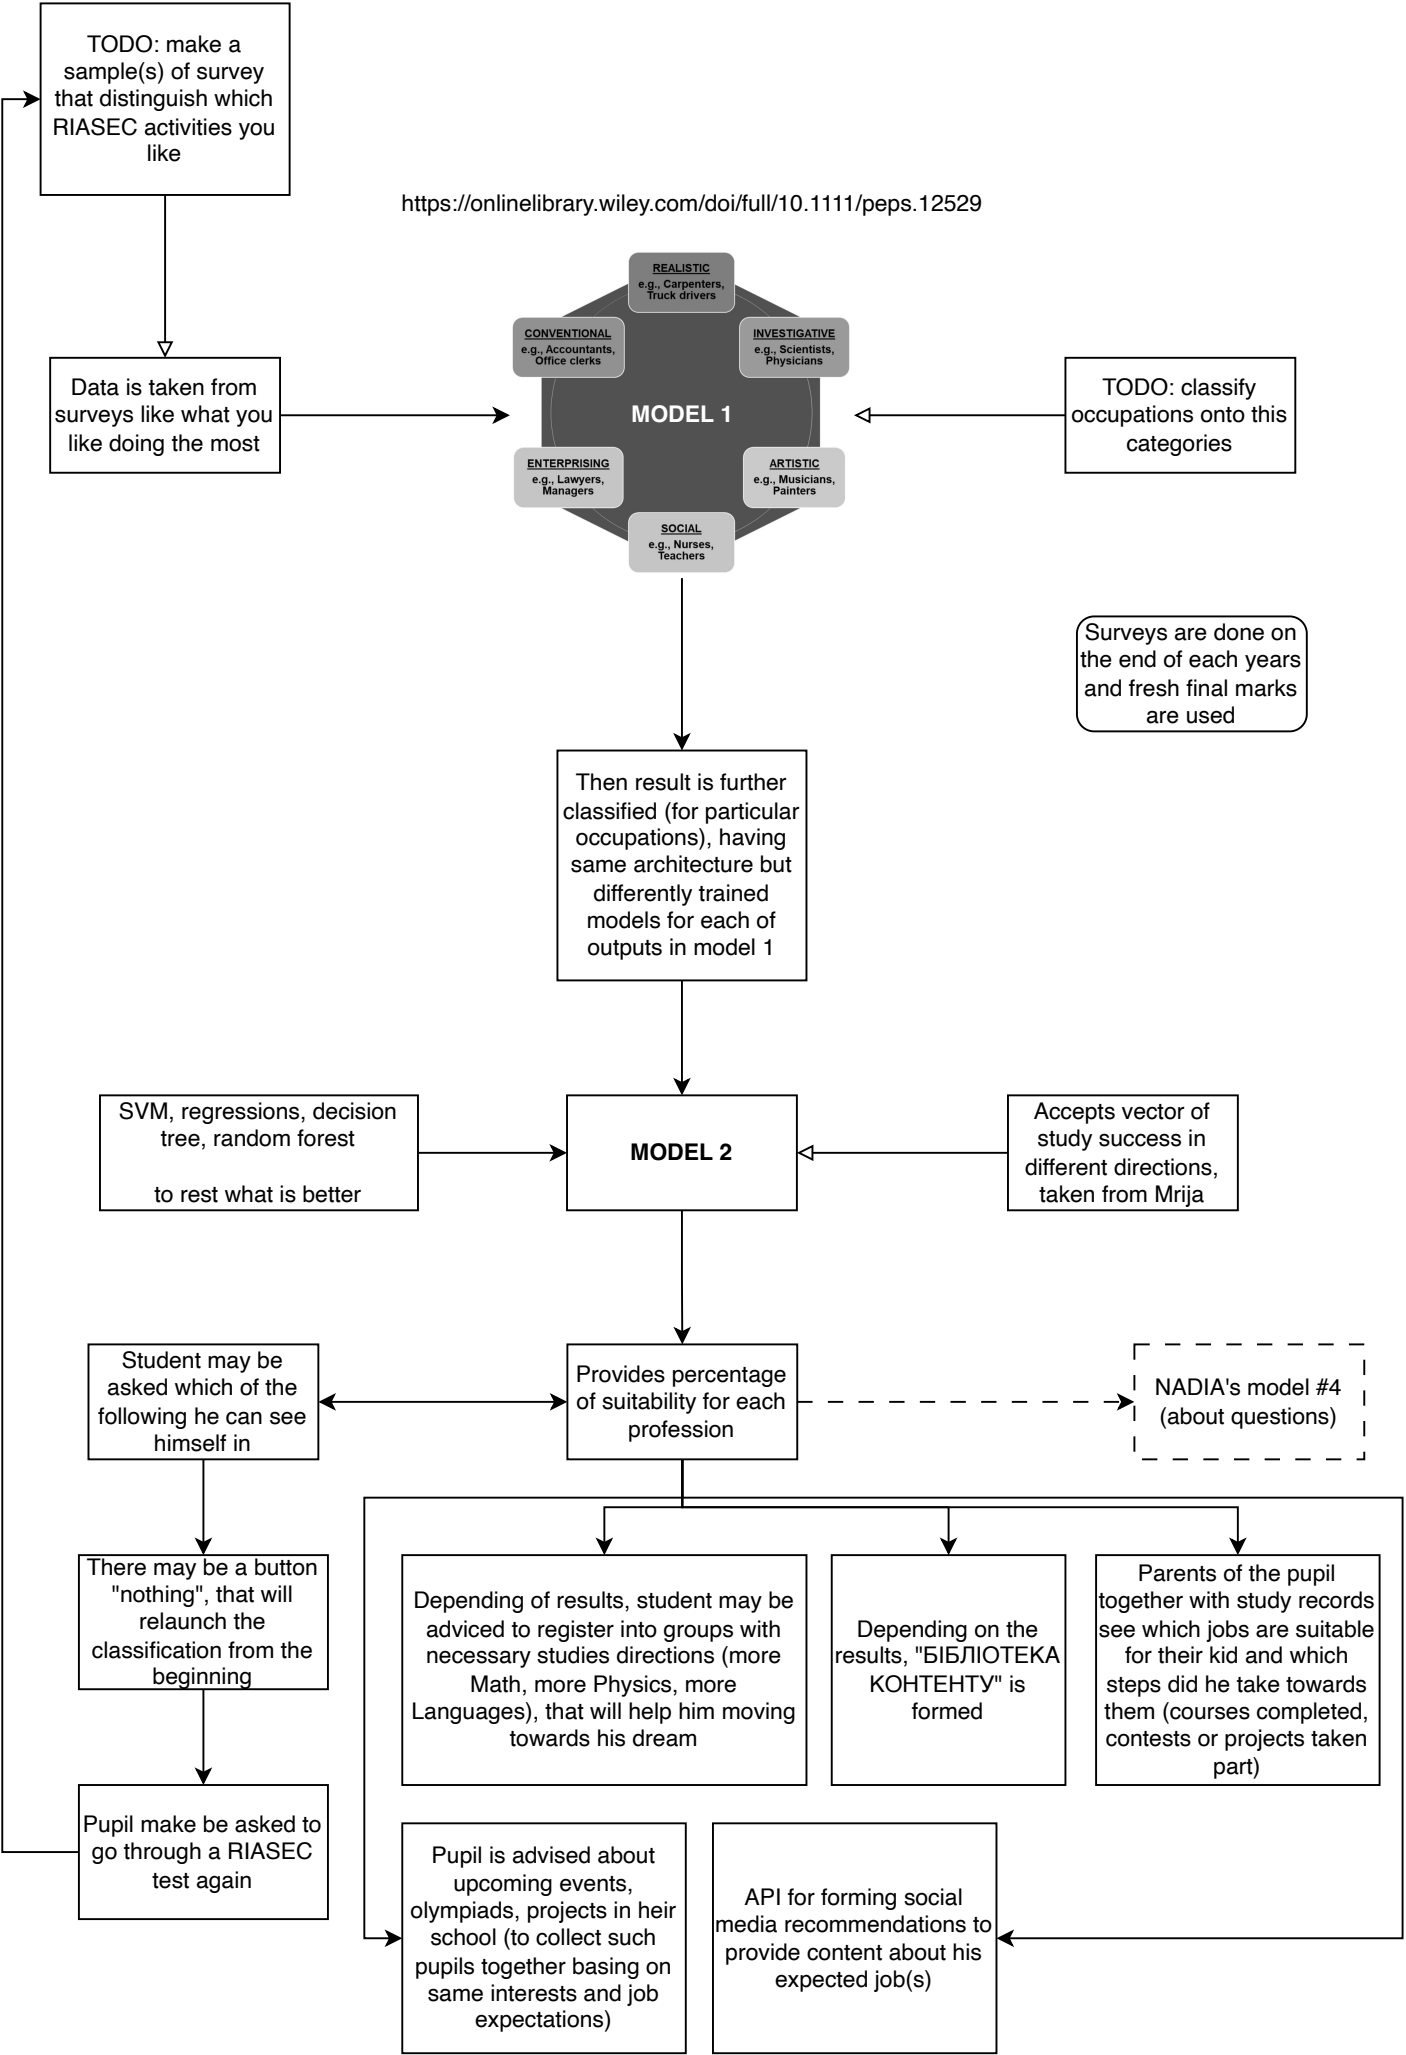 TODO: make a
sample(s) of survey
that distinguish which
RIASEC activities you
like
https://onlinelibrary.wiley.com/doi/full/10.1111/peps.12529
REALISTIC
e.g., Carpenters,
Truck drivers
CONVENTIONAL
e.g., Accountants,
Office clerks
INVESTIGATIVE
e.g., Scientists,
Physicians
Data is taken from
surveys like what you
like doing the most
MODEL 1
TODO: classify
occupations onto this
categories
ENTERPRISING
e.g., Lawyers,
Managers
ARTISTIC
e.g., Musicians,
Painters
SOCIAL
e.g., Nurses,
Teachers
Surveys are done on
the end of each years
and fresh final marks
are used
Then result is further
classified (for particular
occupations), having
same architecture but
differently trained
models for each of
outputs in model 1
SVM, regressions, decision
tree, random forest
to rest what is better
MODEL 2
Accepts vector of
study success in
different directions,
taken from Mrija
Student may be
asked which of the
following he can see
himself in
Provides percentage
of suitability for each
profession
NADIA's model #4
(about questions)
There may be a button
"nothing", that will
relaunch the
classification from the
beginning
Depending of results, student may be
adviced to register into groups with
necessary studies directions (more
Math, more Physics, more
Languages), that will help him moving
towards his dream
Depending on the
results, "БІБЛІОТЕКА
КОНТЕНТУ" is
formed
Parents of the pupil
together with study records
see which jobs are suitable
for their kid and which
steps did he take towards
them (courses completed,
contests or projects taken
part)
Pupil make be asked to
go through a RIASEC
test again
Pupil is advised about
upcoming events,
olympiads, projects in heir
school (to collect such
pupils together basing on
same interests and job
expectations)
API for forming social
media recommendations to
provide content about his
expected job(s)